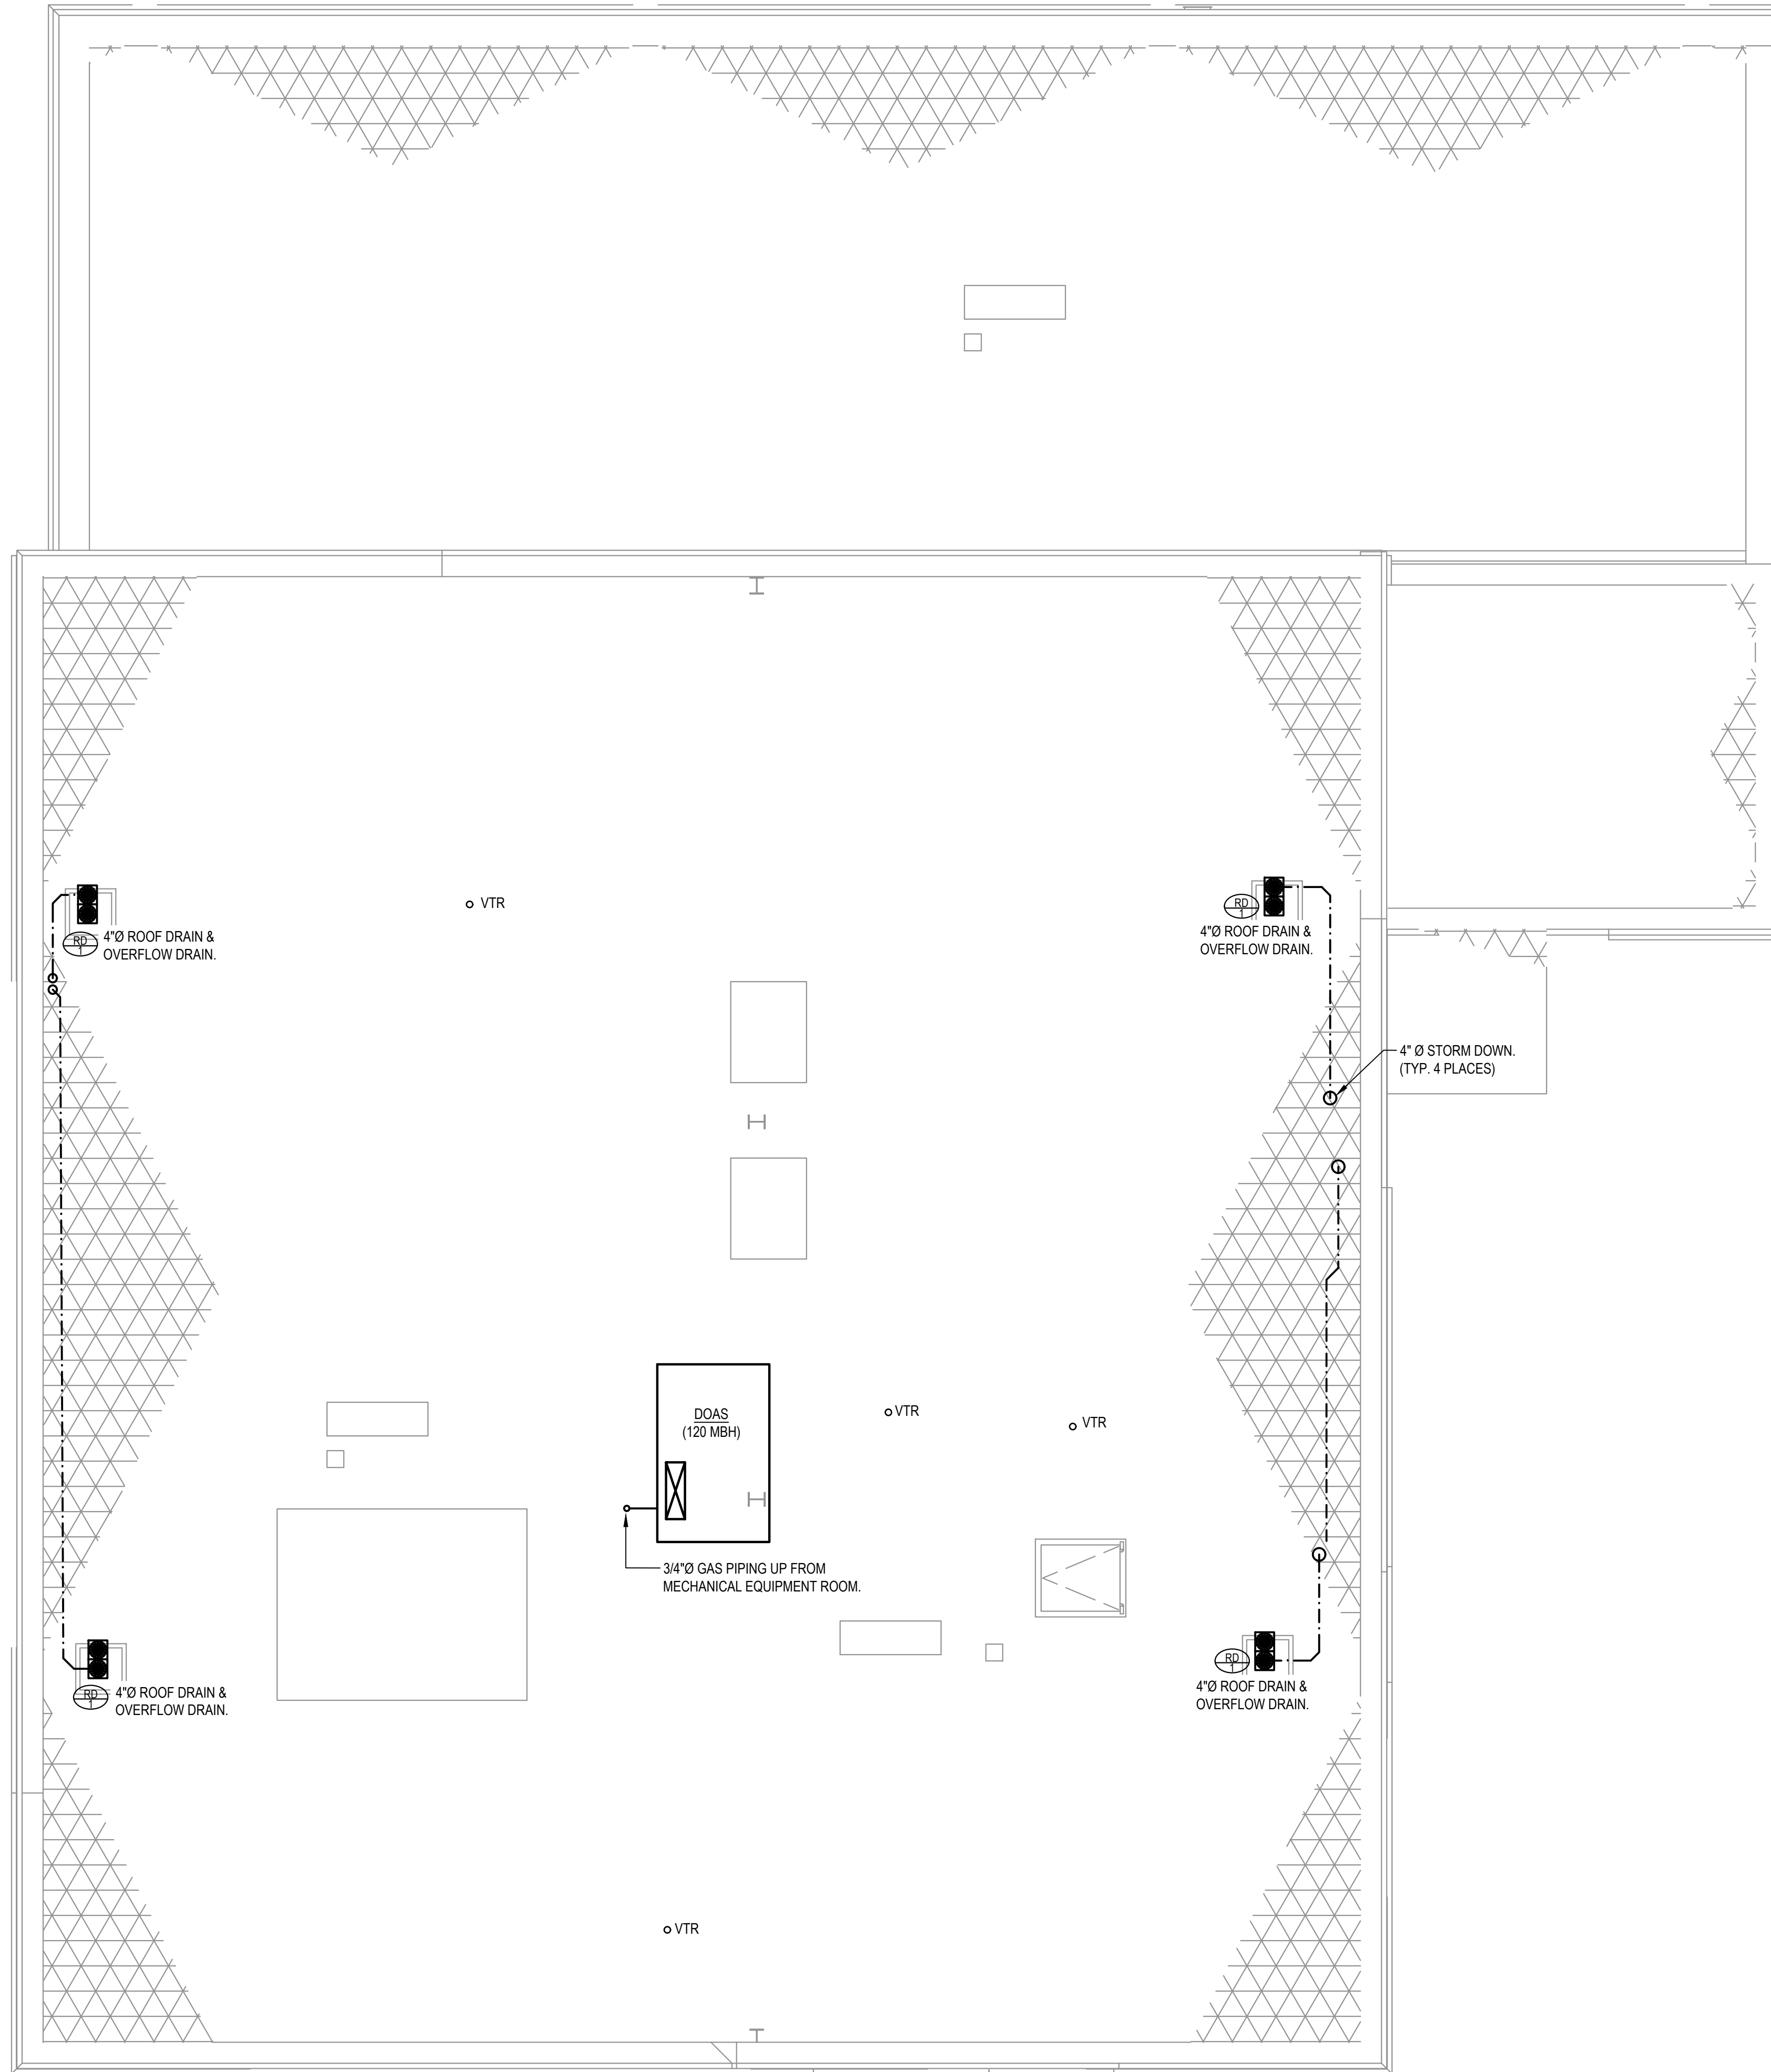 VTR
RD
1
4"Ø ROOF DRAIN &
OVERFLOW DRAIN.
RD
1
4"Ø ROOF DRAIN &
OVERFLOW DRAIN.
4" Ø STORM DOWN.
(TYP. 4 PLACES)
DOAS
(120 MBH)
VTR
VTR
3/4"Ø GAS PIPING UP FROM
MECHANICAL EQUIPMENT ROOM.
RD
1
4"Ø ROOF DRAIN &
OVERFLOW DRAIN.
RD
1
4"Ø ROOF DRAIN &
OVERFLOW DRAIN.
VTR